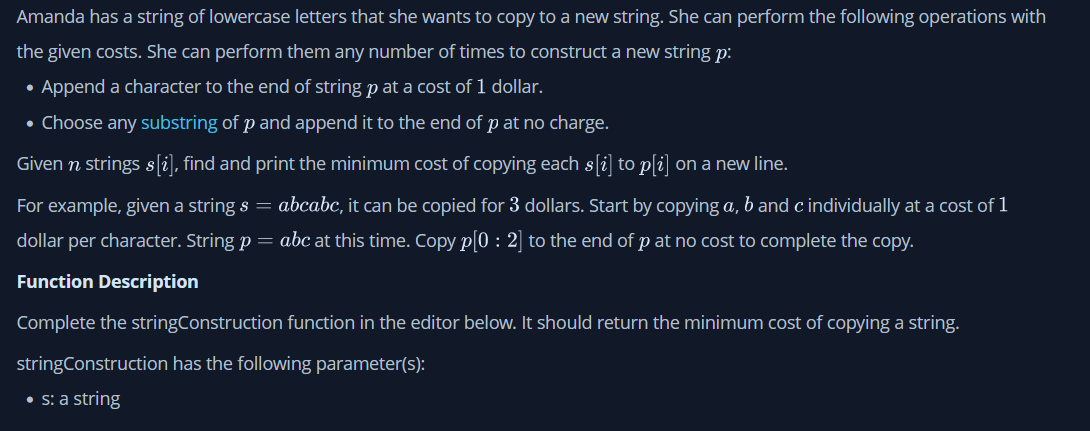 Amanda has a string of lowercase letters that she wants to copy to a new string. She can perform the following operations with
the given costs. She can perform them any number of times to construct a new string p:
• Append a character to the end of string p at a cost of 1 dollar.
• Choose any substring of p and append it to the end of p at no charge.
Given n strings s[i], find and print the minimum cost of copying each s[i] to p[i] on a new line.
For example, given a string s = abcabc, it can be copied for 3 dollars. Start by copying a, b and c individually at a cost of 1
dollar per character. String p = abc at this time. Copy p[0 : 2] to the end of p at no cost to complete the copy.
Function Description
Complete the stringConstruction function in the editor below. It should return the minimum cost of copying a string.
stringConstruction has the following parameter(s):
• s: a string